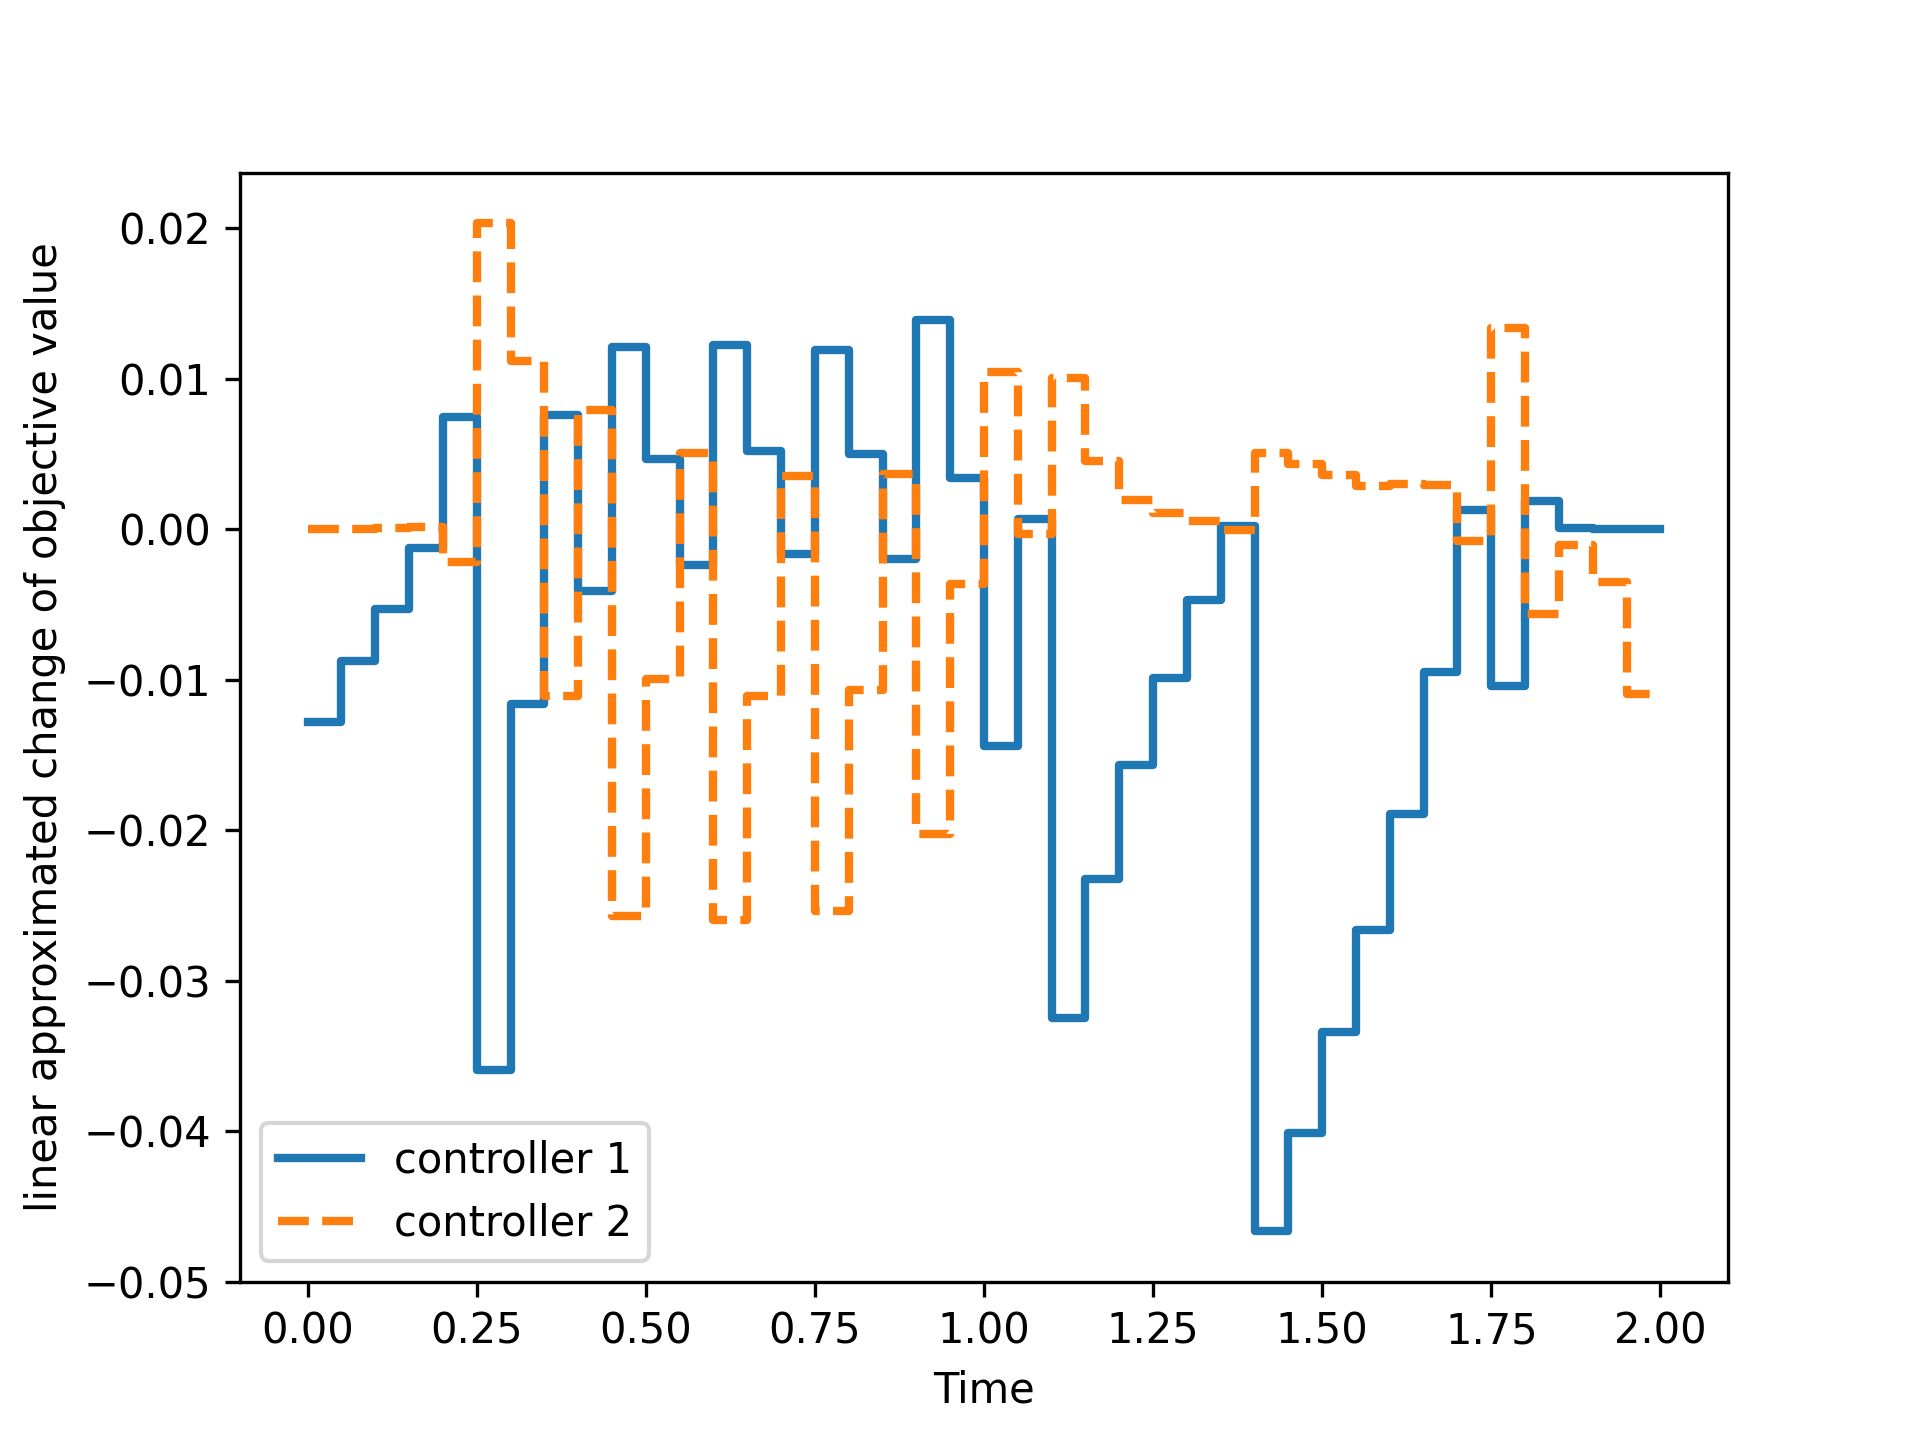 linear approximated change of objective value
0.02
0.01
0.00
−0.01
−0.02
−0.03
−0.04
−0.05
controller 1
controller 2
0.00 0.25 0.50 0.75 1.00 1.25 1.50 1.75 2.00
Time